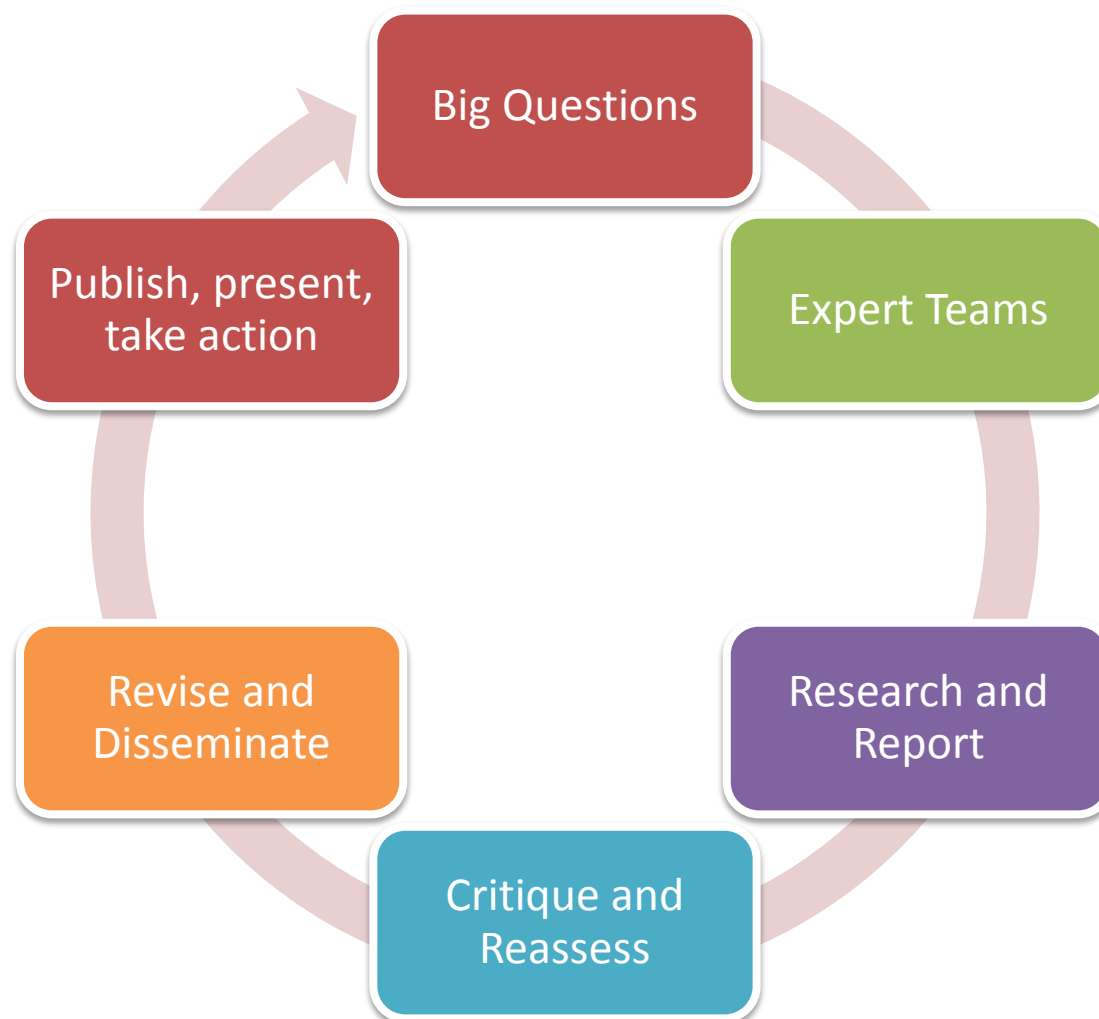 Big Questions
Expert Teams
Research and
Report
Critique and
Reassess
Revise and
Disseminate
Publish, present,
take action